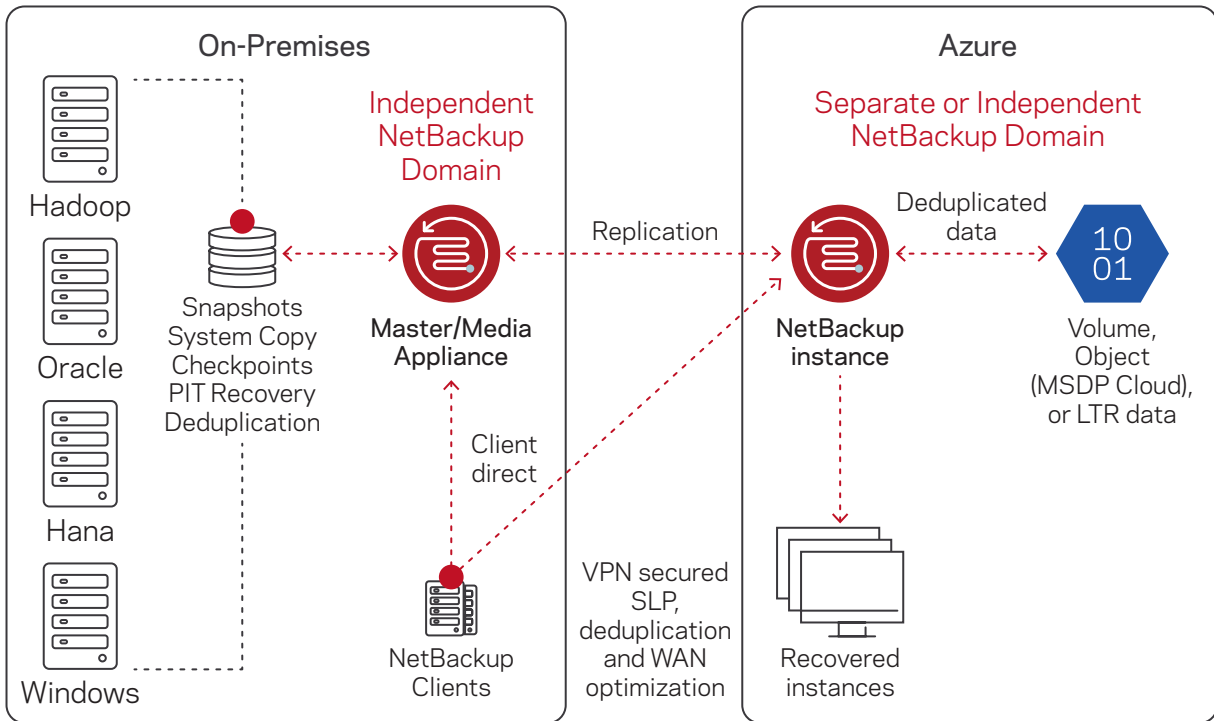 On-Premises
Hadoop
Oracle
Hana
Windows
Snapshots
System Copy
Checkpoints
PIT Recovery
Deduplication
Independent
NetBackup
Domain
Master/Media
Appliance
Client
direct
NetBackup
Clients
Replication
VPN secured
SLP,
deduplication
and WAN
optimization
Azure
Separate or Independent
NetBackup Domain
NetBackup
instance
Deduplicated
data
10
01
Volume,
Object
(MSDP Cloud),
or LTR data
Recovered
instances